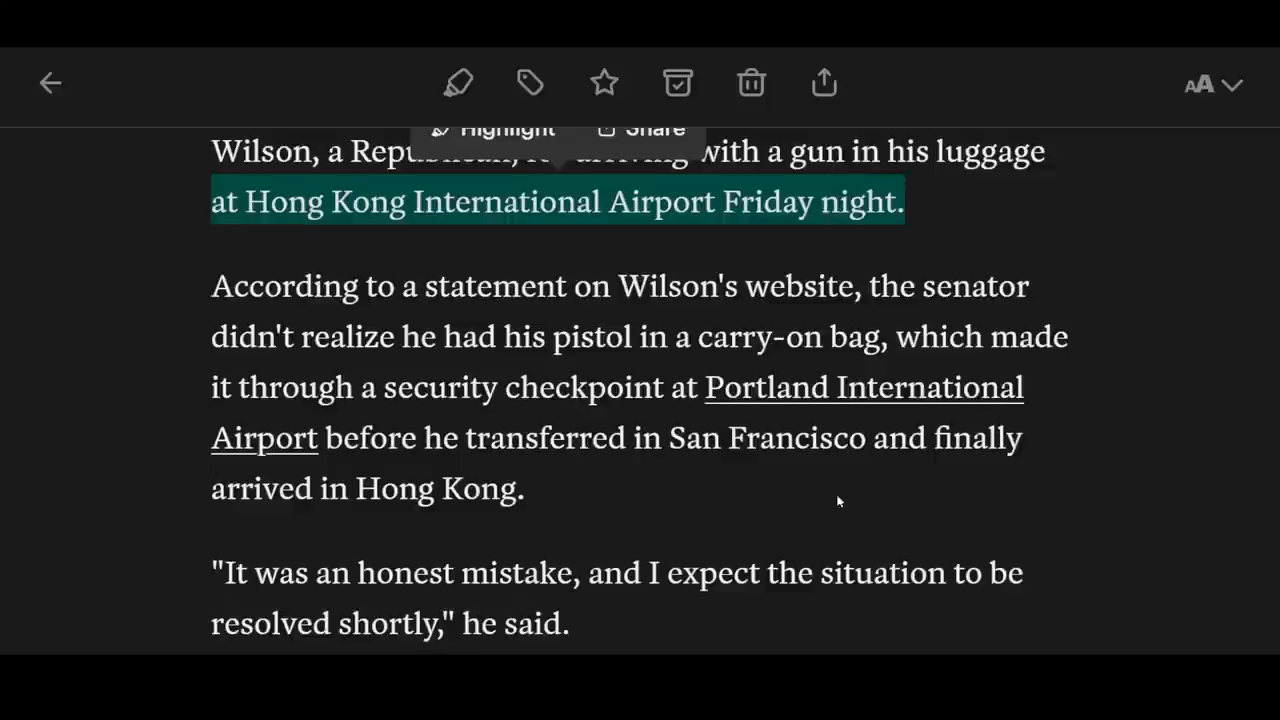 AA
Highlight Share
Wilson, a Republican, arriving with a gun in his luggage
at Hong Kong International Airport Friday night.
According to a statement on Wilson's website, the senator
didn't realize he had his pistol in a carry-on bag, which made
it through a security checkpoint at Portland International
Airport before he transferred in San Francisco and finally
arrived in Hong Kong.
"It was an honest mistake, and I expect the situation to be
resolved shortly," he said.